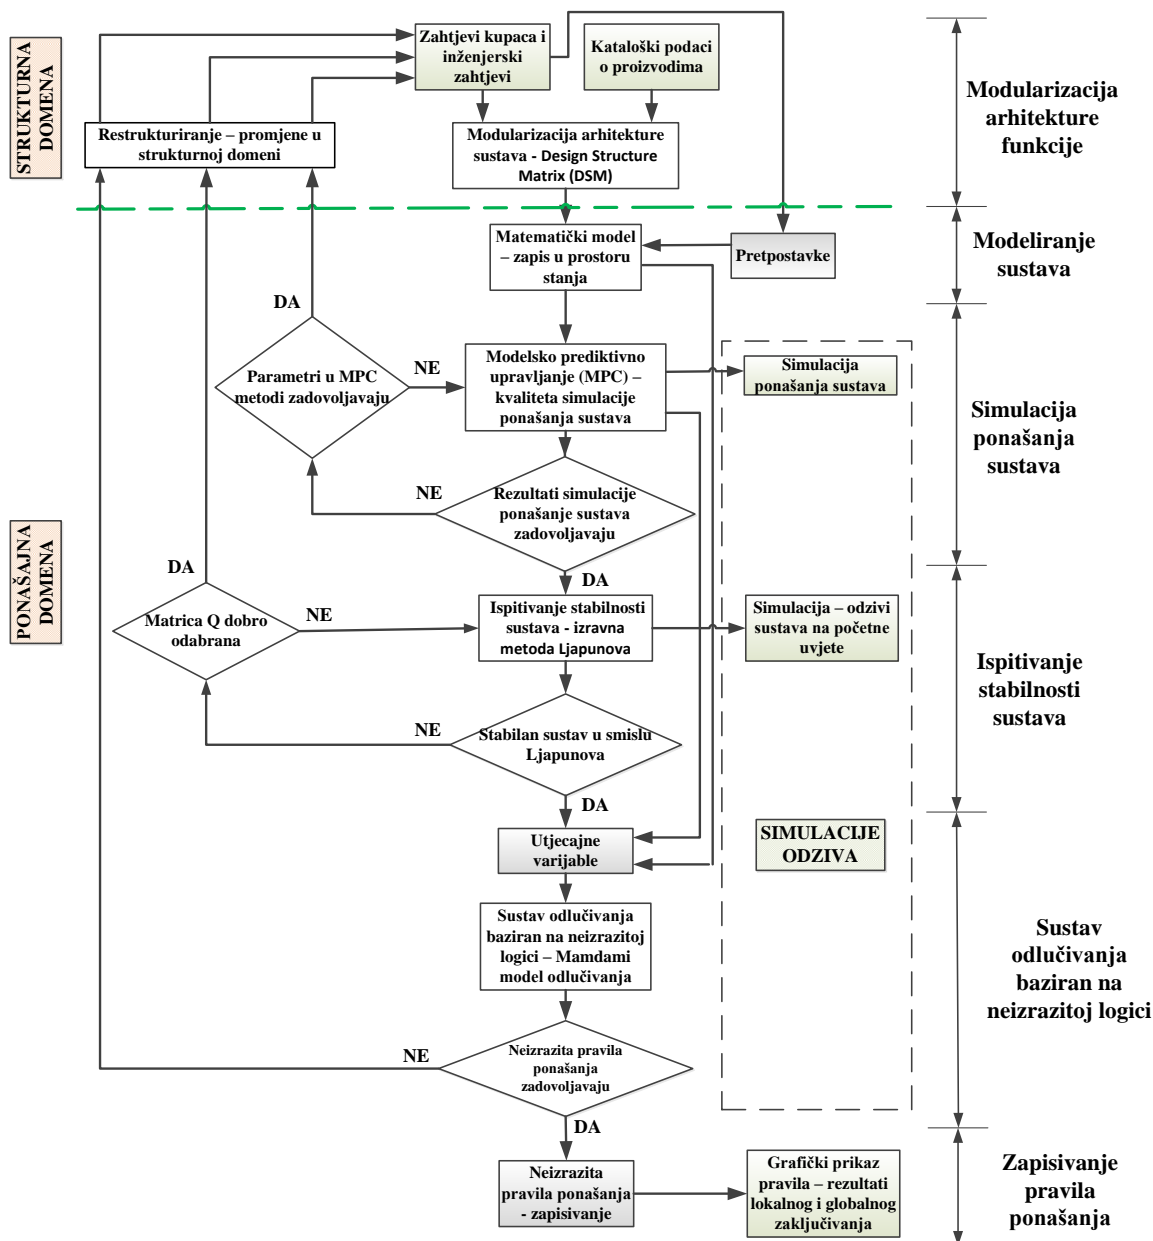 STRUKTURNA
DOMENA
Zahtjevi kupaca i
inženjerski
zahtjevi
Kataloški podaci
o proizvodima
Modularizacija
arhitekture
funkcije
Restrukturiranje – promjene u
strukturnoj domeni
Modularizacija arhitekture
sustava - Design Structure
Matrix (DSM)
Matematički model
– zapis u prostoru
stanja
Pretpostavke
Modeliranje
sustava
DA
Parametri u MPC
metodi zadovoljavaju
NE
Modelsko prediktivno
upravljanje (MPC) –
kvaliteta simulacije
ponašanja sustava
Simulacija
ponašanja sustava
Simulacija
ponašanja
sustava
NE
Rezultati simulacije
ponašanje sustava
zadovoljavaju
PONAŠAJNA
DOMENA
DA
DA
Matrica Q dobro
odabrana
NE
Ispitivanje stabilnosti
sustava - izravna
metoda Ljapunova
Simulacija – odzivi
sustava na početne
uvjete
Ispitivanje
stabilnosti
sustava
NE
Stabilan sustav u smislu
Ljapunova
DA
Utjecajne
varijable
SIMULACIJE
ODZIVA
Sustav odlučivanja
baziran na neizrazitoj
logici – Mamdami
model odlučivanja
Sustav
odlučivanja
baziran na
neizrazitoj logici
NE
Neizrazita pravila
ponašanja
zadovoljavaju
DA
Neizrazita
pravila ponašanja
- zapisivanje
Grafički prikaz
pravila – rezultati
lokalnog i globalnog
zaključivanja
Zapisivanje
pravila
ponašanja